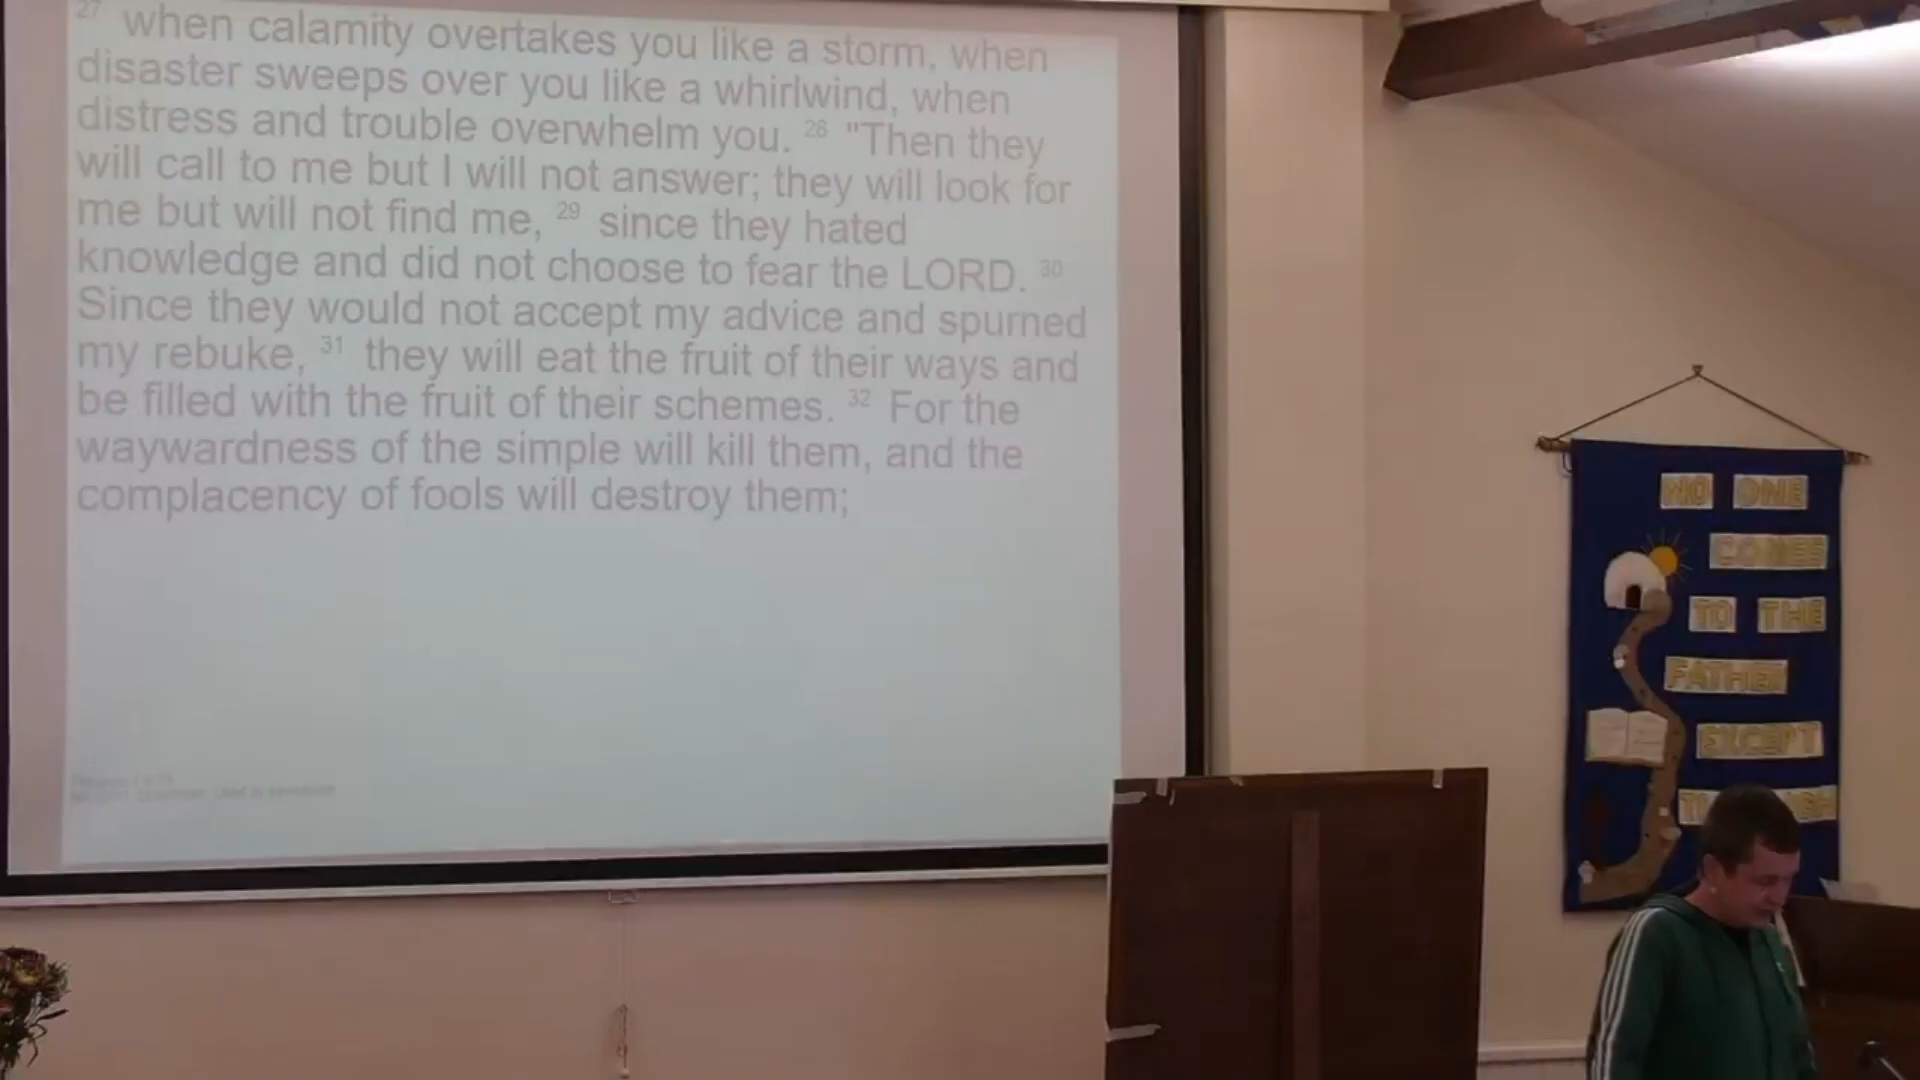 27 when calamity overtakes you like a storm, when
disaster sweeps over you like a whirlwind, when
distress and trouble overwhelm you. 28 "Then they
will call to me but I will not answer; they will look for
me but will not find me, 29 since they hated
knowledge and did not choose to fear the LORD. 30
Since they would not accept my advice and spurned
my rebuke, 31 they will eat the fruit of their ways and
be filled with the fruit of their schemes. 32 For the
waywardness of the simple will kill them, and the
complacency of fools will destroy them;
NO ONE
COMES
TO THE
FATHER
EXCEPT